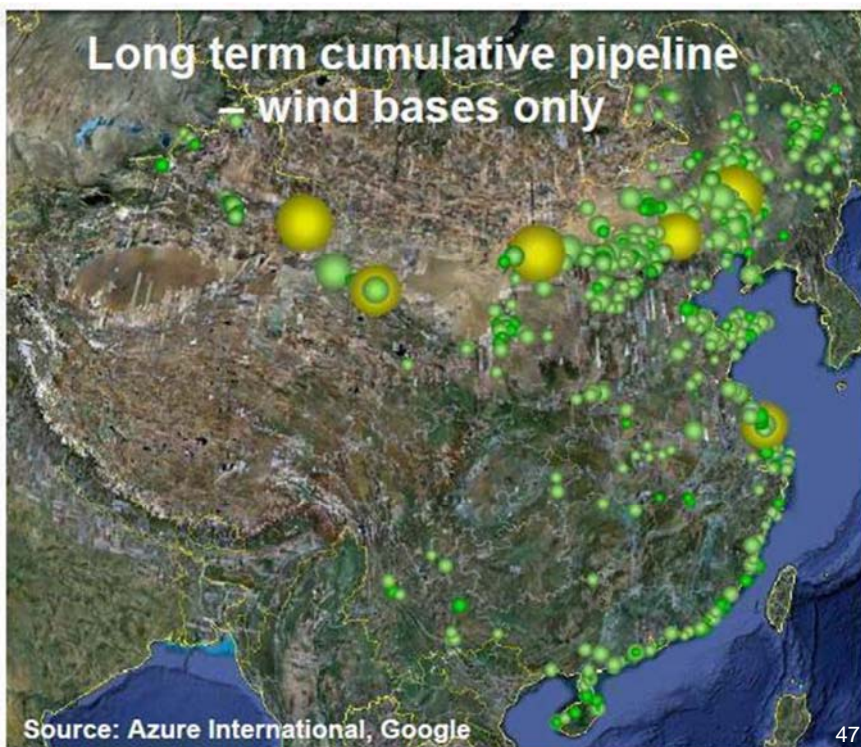 Long term cumulative pipeline
– wind bases only
Source: Azure International, Google
47